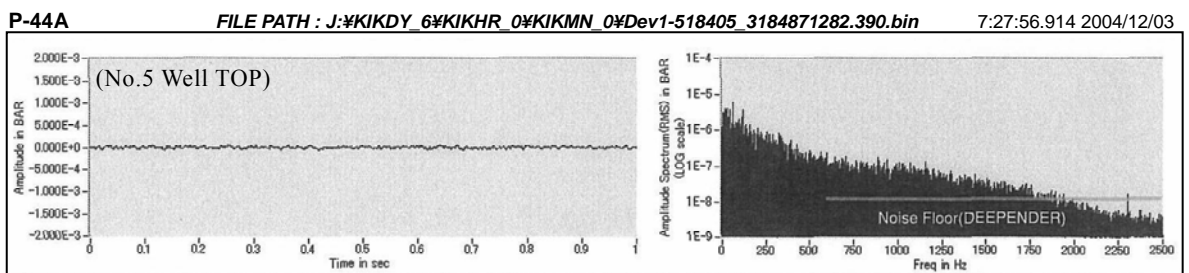 P-44A FILE PATH : J:¥KIKDY_6¥KIKHR_0¥KIKMN_0¥Dev1-518405_3184871282.390.bin 7:27:56.914 2004/12/03
(No.5 Well TOP)
Amplitude in BAR
2.000E-3
1.500E-3
1.000E-3
5.000E-4
0.000E+0
-5.000E-4
-1.000E-3
-1.500E-3
-2.000E-3
0 0.1 0.2 0.3 0.4 0.5 0.6 0.7 0.8 0.9 1
Time in sec
Amplitude Spectrum(RMS) in BAR
(LOG scale)
1E-4
1E-5
1E-6
1E-7
1E-8
1E-9
Noise Floor(DEEPENDER)
0 250 500 750 1000 1250 1500 1750 2000 2250 2500
Freq in Hz